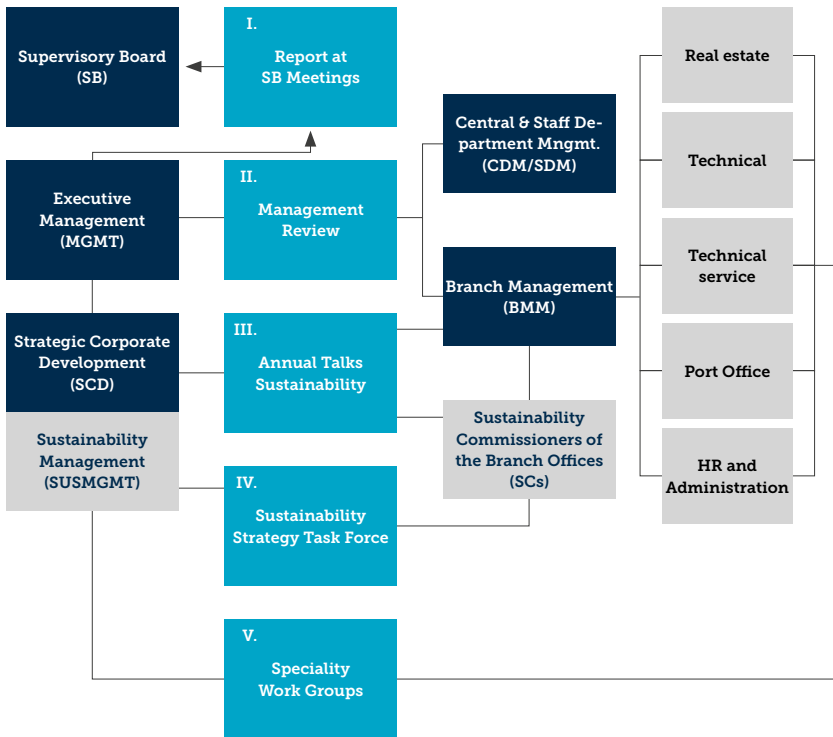 Supervisory Board
(SB)
I.
Report at
SB Meetings
Executive
Management
(MGMT)
II.
Management
Review
Central & Staff De-
partment Mngmt.
(CDM/SDM)
Branch Management
(BMM)
Strategic Corporate
Development
(SCD)
Sustainability
Management
(SUSMGMT)
III.
Annual Talks
Sustainability
Sustainability
Commissioners of
the Branch Offices
(SCs)
IV.
Sustainability
Strategy Task Force
V.
Speciality
Work Groups
Real estate
Technical
Technical
service
Port Office
HR and
Administration